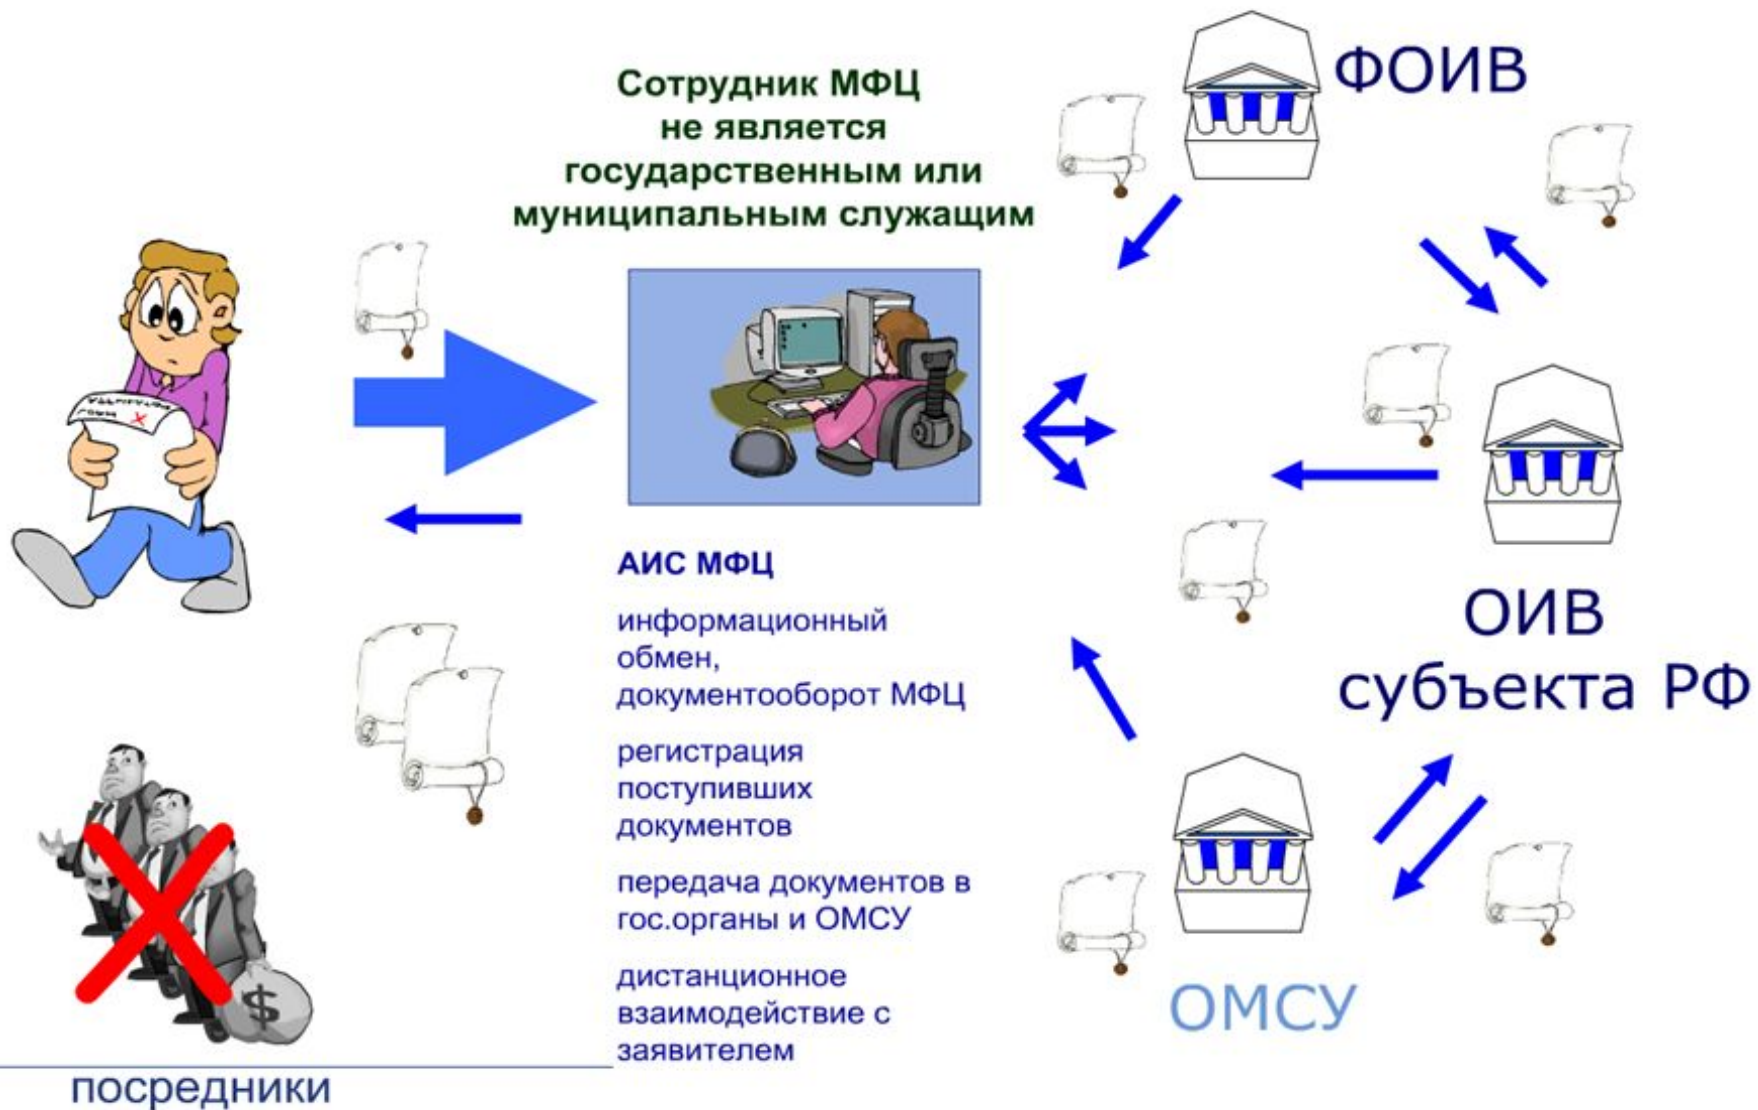 Сотрудник МФЦ
не является
государственным или
муниципальным служащим
ФОИВ
АИС МФЦ
информационный
обмен,
документооборот МФЦ
регистрация
поступивших
документов
передача документов в
гос.органы и ОМСУ
дистанционное
взаимодействие с
заявителем
ОИВ
субъекта РФ
ОМСУ
$
посредники